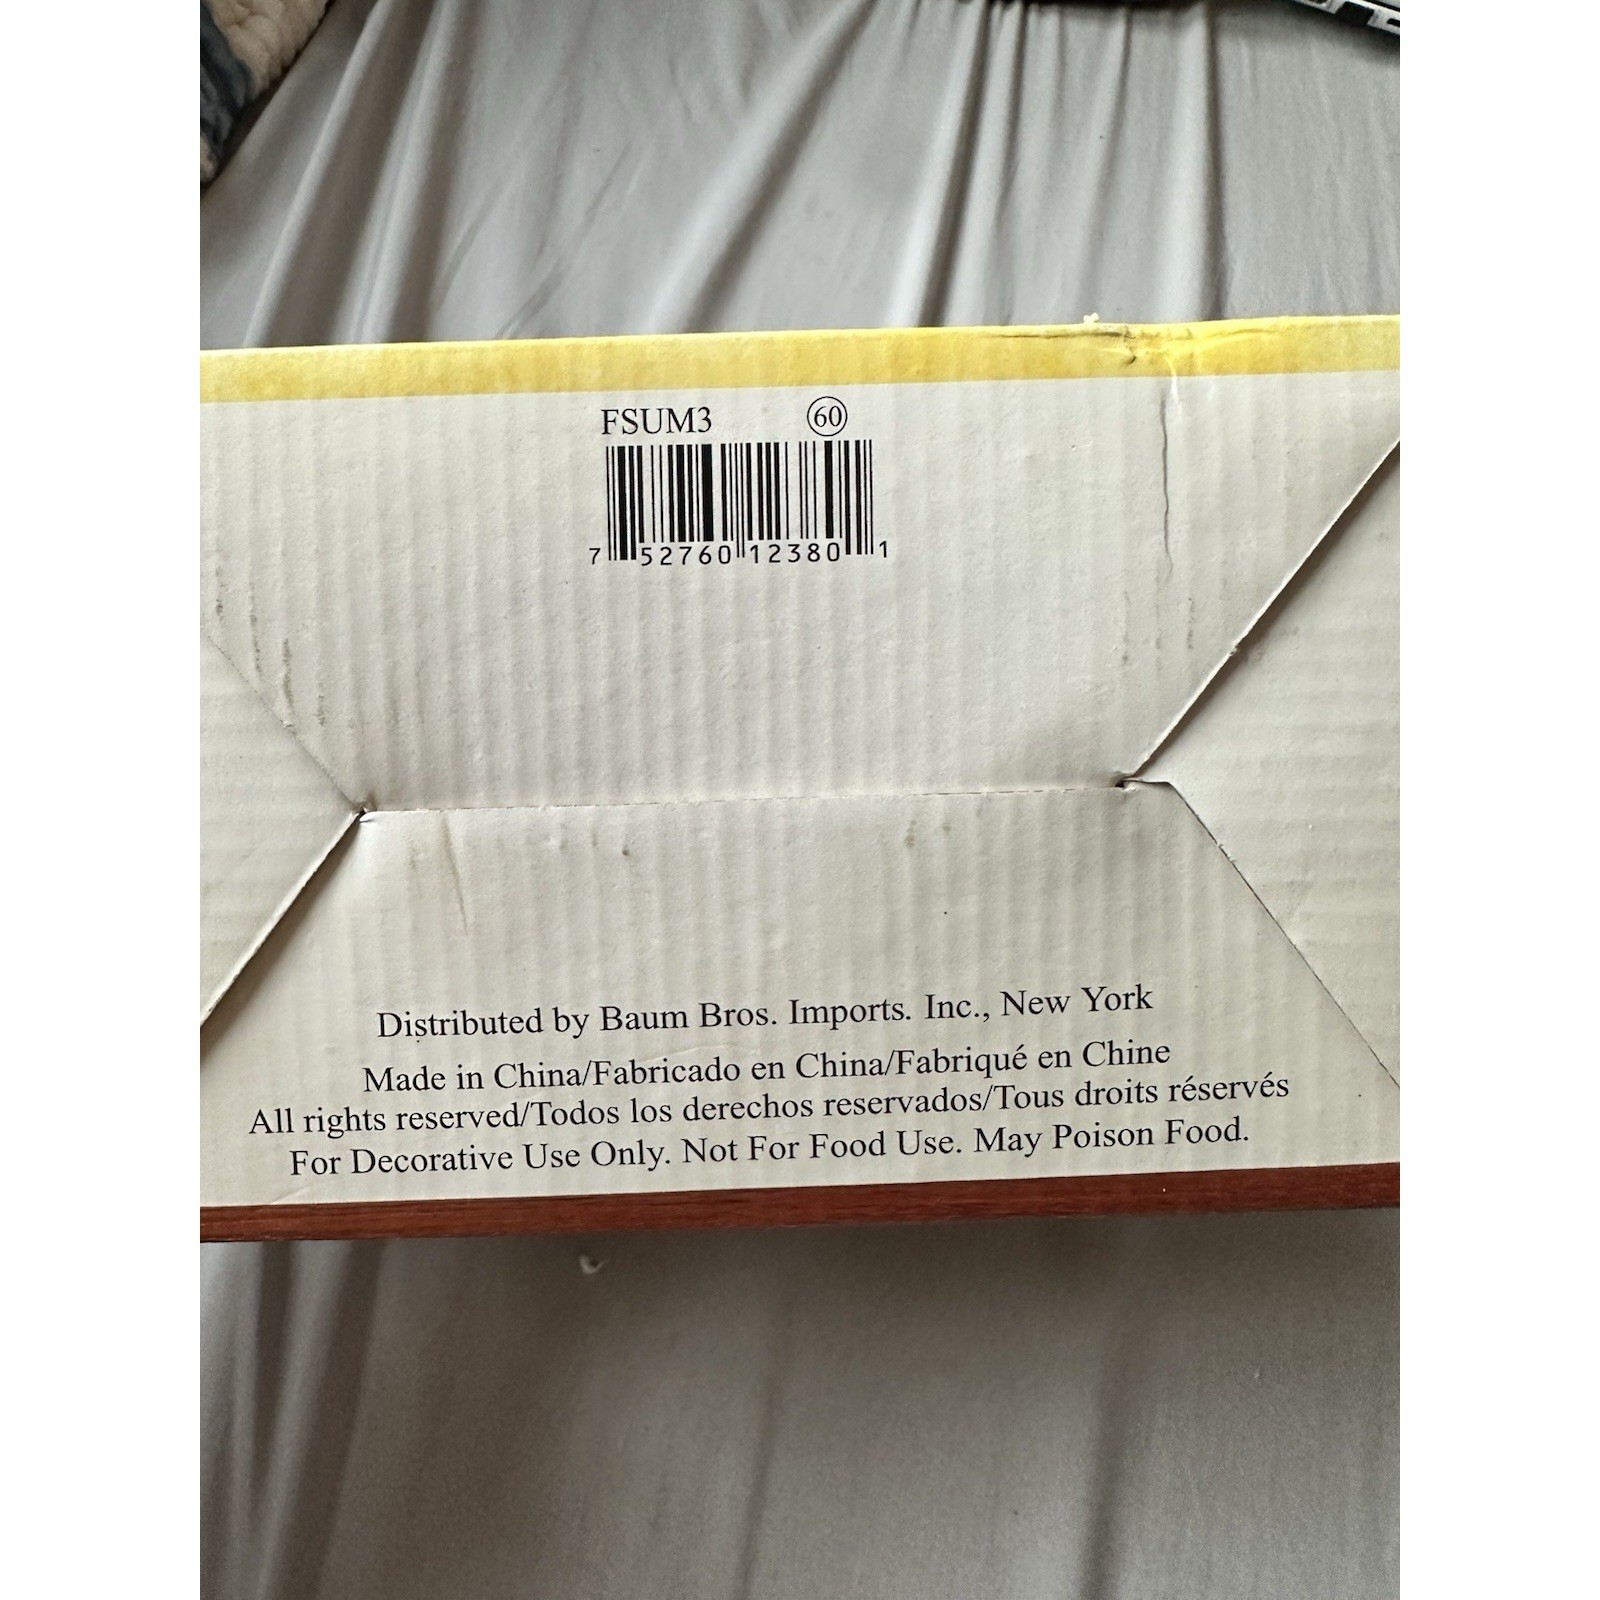 FSUM3 60
7 52760 12380 1
Distributed by Baum Bros. Imports. Inc., New York
Made in China/Fabricado en China/Fabriqué en Chine
All rights reserved/Todos los derechos reservados/Tous droits réservés
For Decorative Use Only. Not For Food Use. May Poison Food.